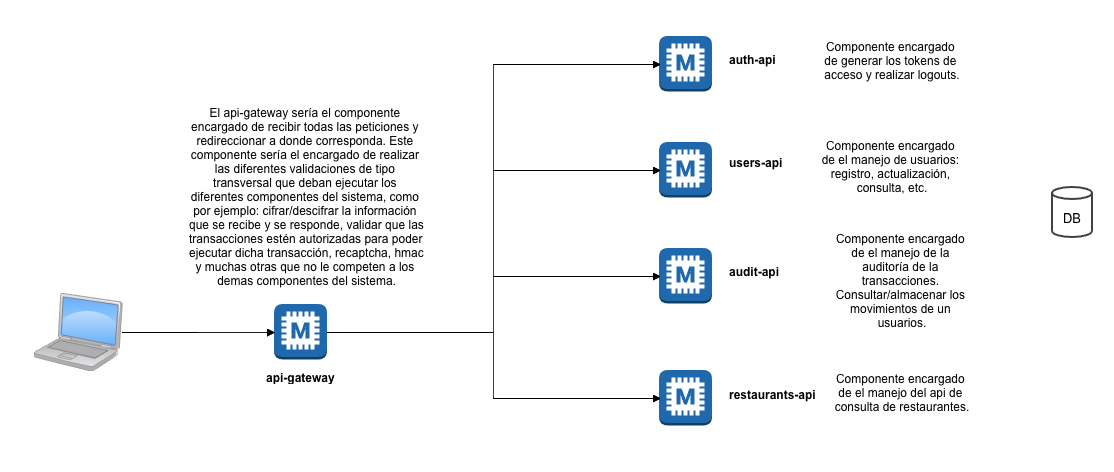 El api-gateway sería el componente
encargado de recibir todas las peticiones y
redireccionar a donde corresponda. Este
componente sería el encargado de realizar
las diferentes validaciones de tipo
transversal que deban ejecutar los
diferentes componentes del sistema, como
por ejemplo: cifrar/descifrar la información
que se recibe y se responde, validar que las
transacciones estén autorizadas para poder
ejecutar dicha transacción, recaptcha, hmac
y muchas otras que no le competen a los
demas componentes del sistema.
M
api-gateway
M
auth-api
Componente encargado
de generar los tokens de
acceso y realizar logouts.
M
users-api
Componente encargado
de el manejo de usuarios:
registro, actualización,
consulta, etc.
M
audit-api
Componente encargado
de el manejo de la
auditoría de la
transacciones.
Consultar/almacenar los
movimientos de un
usuarios.
M
restaurants-api
Componente encargado
de el manejo del api de
consulta de restaurantes.
DB